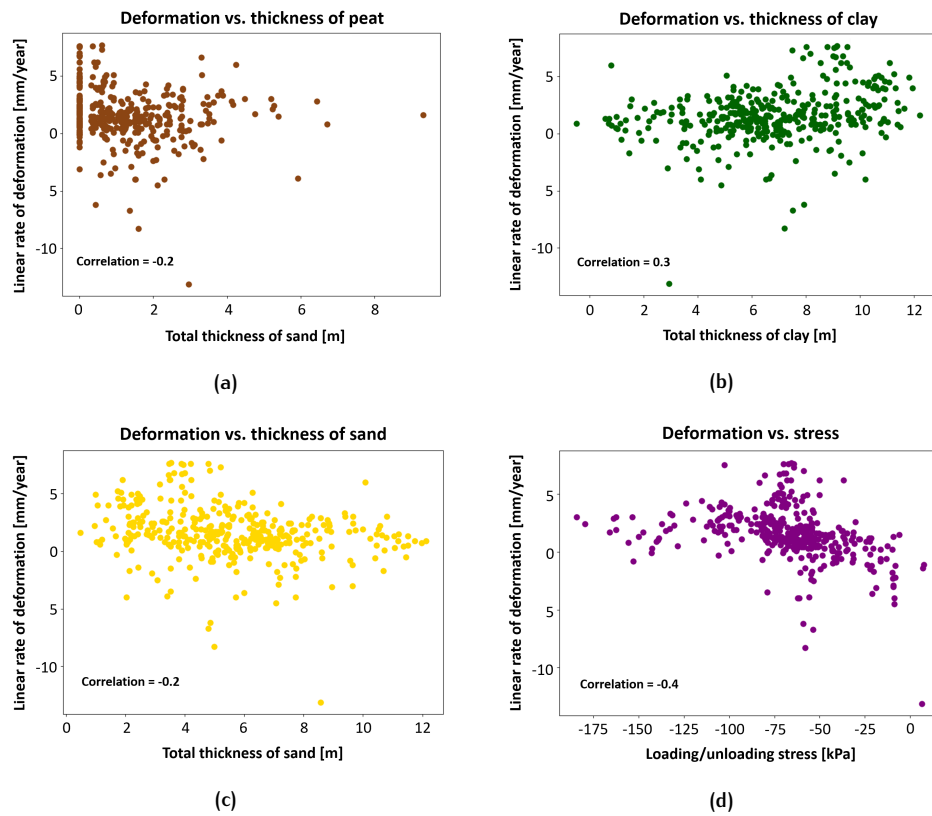 Deformation vs. thickness of peat
Linear rate of deformation [mm/year]
5
0
5
-10
Correlation = -0.2
0
2
4
6
8
Total thickness of sand [m]
(a)
Deformation vs. thickness of clay
Linear rate of deformation [mm/year]
5
0
5
-10
Correlation = 0.3
0
2
4
6
8
10
12
Total thickness of clay [m]
(b)
Deformation vs. thickness of sand
Linear rate of deformation [mm/year]
5
0
5
-10
Correlation = -0.2
0
2
4
6
8
10
12
Total thickness of sand [m]
(c)
Deformation vs. stress
Linear rate of deformation [mm/year]
5
0
5
-10
Correlation = -0.4
-175
-150
-125
-100
-75
-50
-25
0
Loading/unloading stress [kPa]
(d)